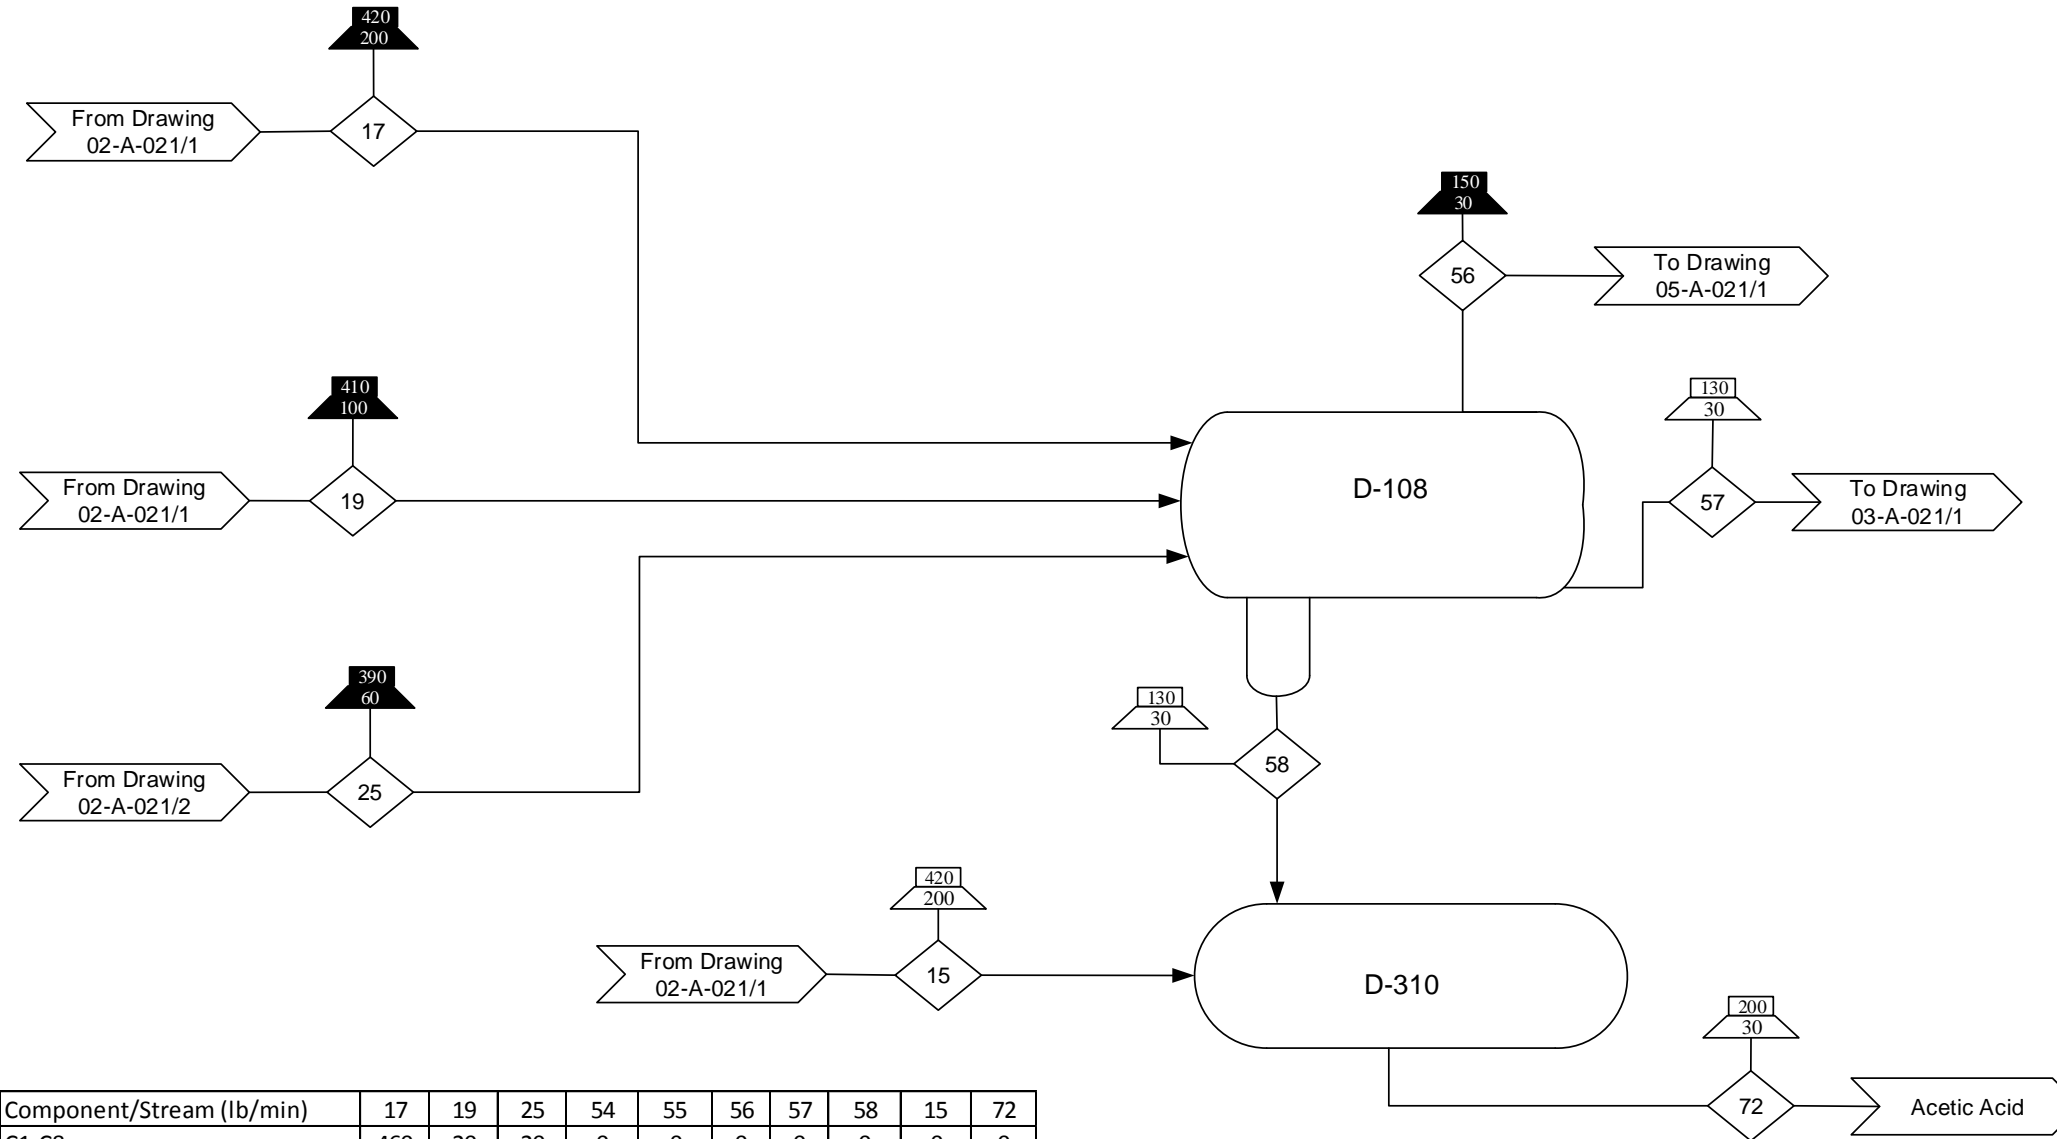 420
200
From Drawing
02-A-021/1
17
150
30
56
To Drawing
05-A-021/1
410
100
From Drawing
02-A-021/1
19
D-108
130
30
57
To Drawing
03-A-021/1
390
60
From Drawing
02-A-021/2
25
130
30
58
420
200
From Drawing
02-A-021/1
15
D-310
200
30
72
Acetic Acid
Component/Stream (lb/min) 17 19 25 54 55 56 57 58 15 72